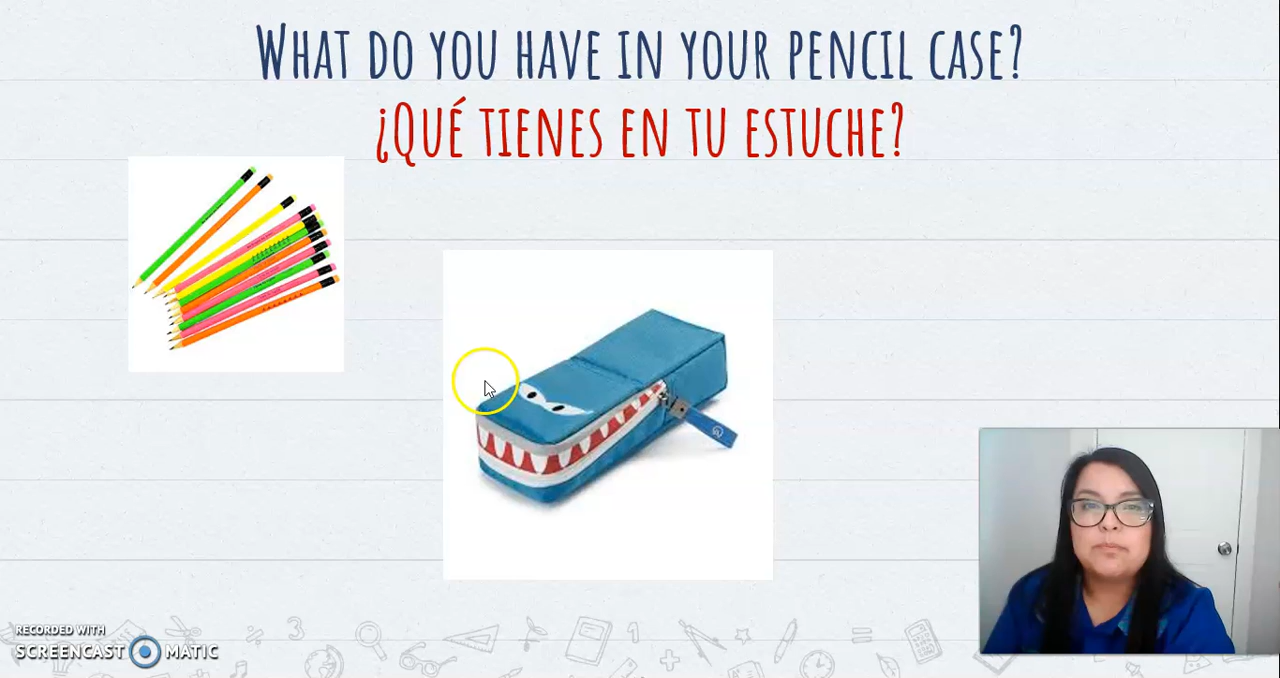 What do you have in your pencil case?
¿Qué tienes en tu estuche?
RECORDED WITH
SCREENCAST MATIC